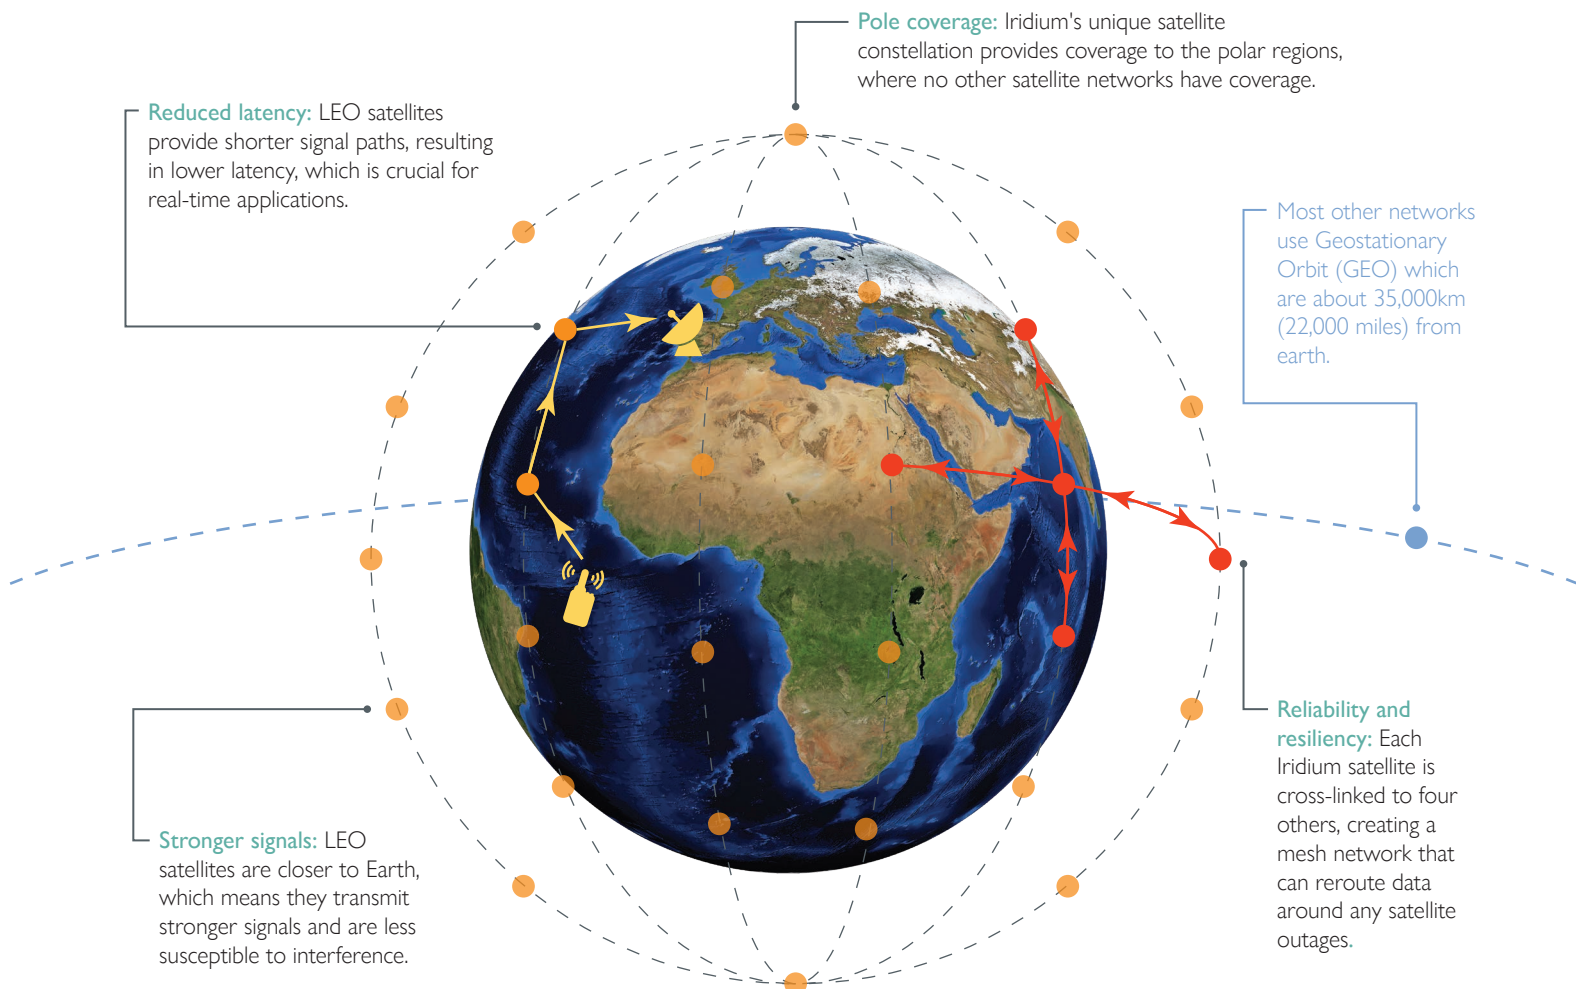 Pole coverage: Iridium's unique satellite
constellation provides coverage to the polar regions,
where no other satellite networks have coverage.
Reduced latency: LEO satellites
provide shorter signal paths, resulting
in lower latency, which is crucial for
real-time applications.
Most other networks
use Geostationary
Orbit (GEO) which
are about 35,000km
(22,000 miles) from
earth.
Reliability and
resiliency: Each
Iridium satellite is
cross-linked to four
others, creating a
mesh network that
can reroute data
around any satellite
outages.
Stronger signals: LEO
satellites are closer to Earth,
which means they transmit
stronger signals and are less
susceptible to interference.